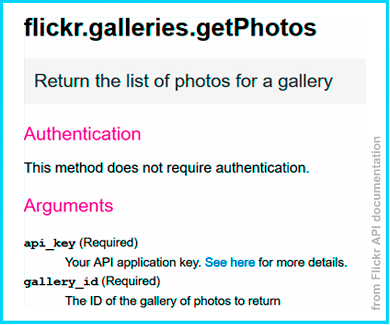 flickr.galleries.getPhotos
Return the list of photos for a gallery
Authentication
This method does not require authentication.
Arguments
api_key (Required)
Your API application key. See here for more details.
gallery_id (Required)
The ID of the gallery of photos to return
from Flickr API documentation